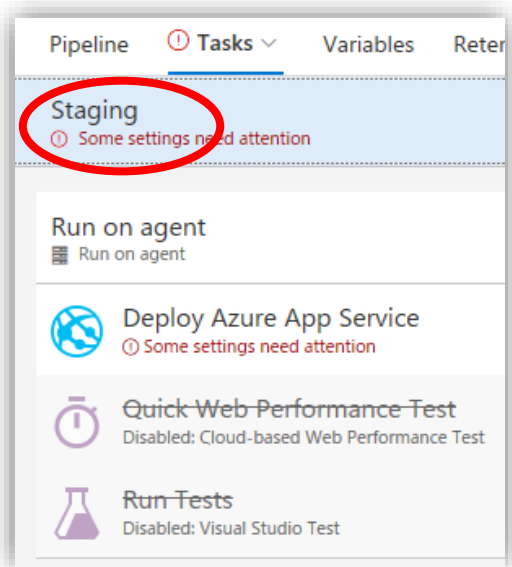 Pipeline Tasks Variables Reter
Staging
Some settings need attention
Run on agent
Run on agent
Deploy Azure App Service
Some settings need attention
Quick Web Performance Test
Disabled: Cloud-based Web Performance Test
Run Tests
Disabled: Visual Studio Test